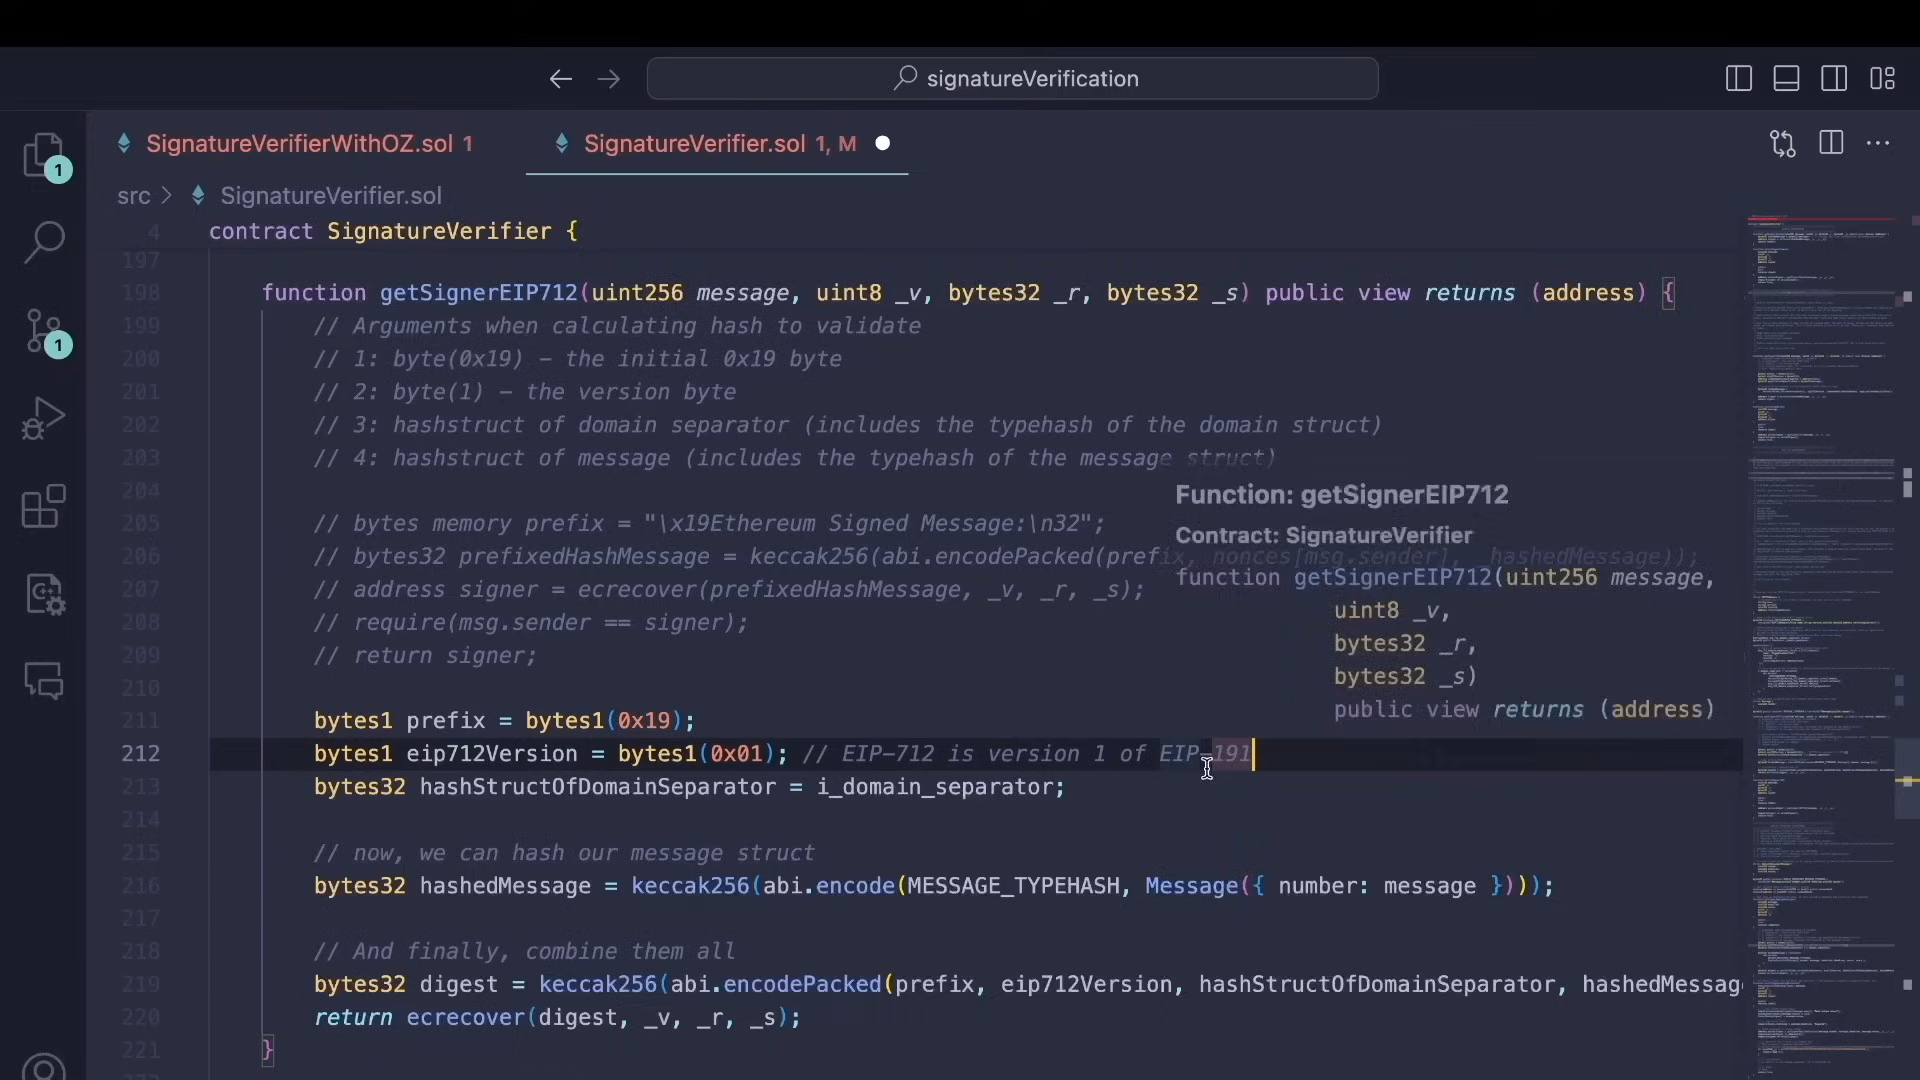 signatureVerification
SignatureVerifierWithOZ.sol 1
SignatureVerifier.sol 1, M
1
src > SignatureVerifier.sol
4 contract SignatureVerifier {
197
198 function getSignerEIP712(uint256 message, uint8 _v, bytes32 _r, bytes32 _s) public view returns (address) {
199 // Arguments when calculating hash to validate
200 // 1: byte(0x19) - the initial 0x19 byte
201 // 2: byte(1) - the version byte
202 // 3: hashstruct of domain separator (includes the typehash of the domain struct)
203 // 4: hashstruct of message (includes the typehash of the message struct)
204
Function: getSignerEIP712
205 // bytes memory prefix = "\x19Ethereum Signed Message:\n32";
Contract: SignatureVerifier
206 // bytes32 prefixedHashMessage = keccak256(abi.encodePacked(prefix, nonces[msg.sender], _hashedMessage));
function getSignerEIP712(uint256 message,
207 // address signer = ecrecover(prefixedHashMessage, _v, _r, _s);
uint8 _v,
208 // require(msg.sender == signer);
bytes32 _r,
209 // return signer;
bytes32 _s)
210
public view returns (address)
211 bytes1 prefix = bytes1(0x19);
212 bytes1 eip712Version = bytes1(0x01); // EIP-712 is version 1 of EIP-191
213 bytes32 hashStructOfDomainSeparator = i_domain_separator;
214
215 // now, we can hash our message struct
216 bytes32 hashedMessage = keccak256(abi.encode(MESSAGE_TYPEHASH, Message({ number: message })));
217
218 // And finally, combine them all
219 bytes32 digest = keccak256(abi.encodePacked(prefix, eip712Version, hashStructOfDomainSeparator, hashedMessag
220 return ecrecover(digest, _v, _r, _s);
221 }
1